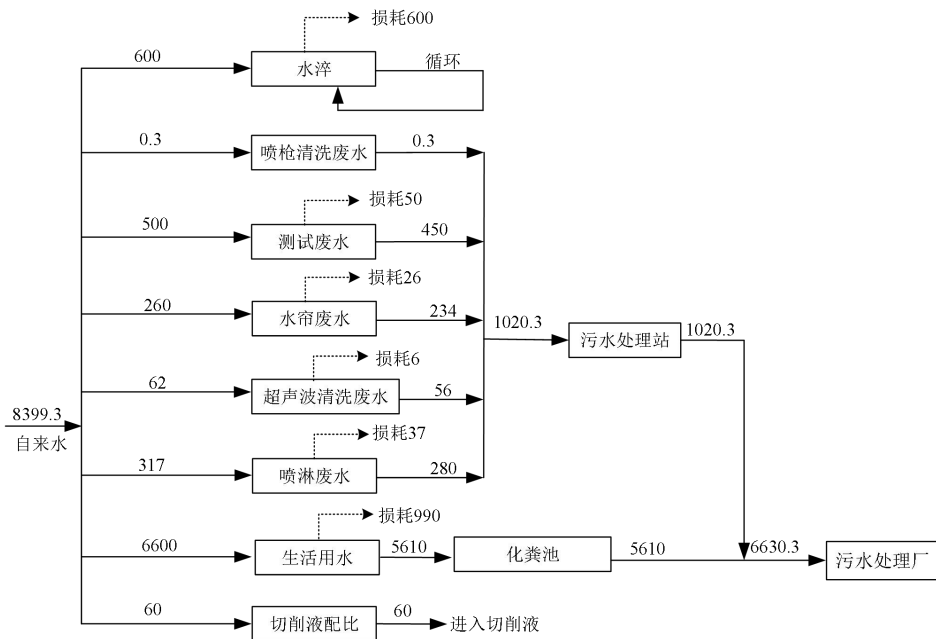 损耗600
600
水淬
循环
0.3
喷枪清洗废水
0.3
损耗50
500
测试废水
450
损耗26
260
水帘废水
234
1020.3
污水处理站
1020.3
损耗6
62
超声波清洗废水
56
8399.3
自来水
损耗37
317
喷淋废水
280
损耗990
6600
生活用水
5610
化粪池
5610
6630.3
污水处理厂
60
切削液配比
60
进入切削液